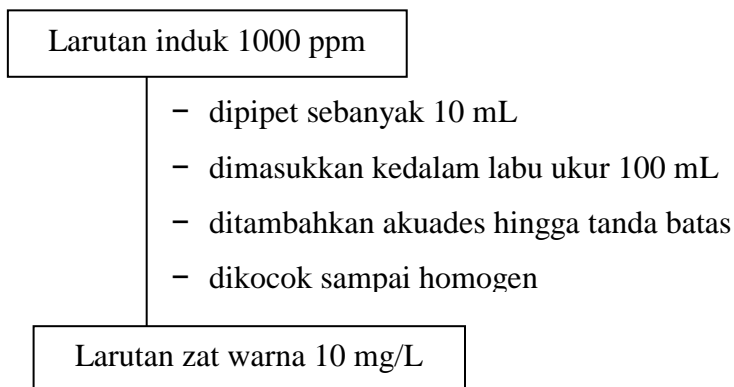 Larutan induk 1000 ppm
− dipipet sebanyak 10 mL
− dimasukkan kedalam labu ukur 100 mL
− ditambahkan akuades hingga tanda batas
− dikocok sampai homogen
Larutan zat warna 10 mg/L